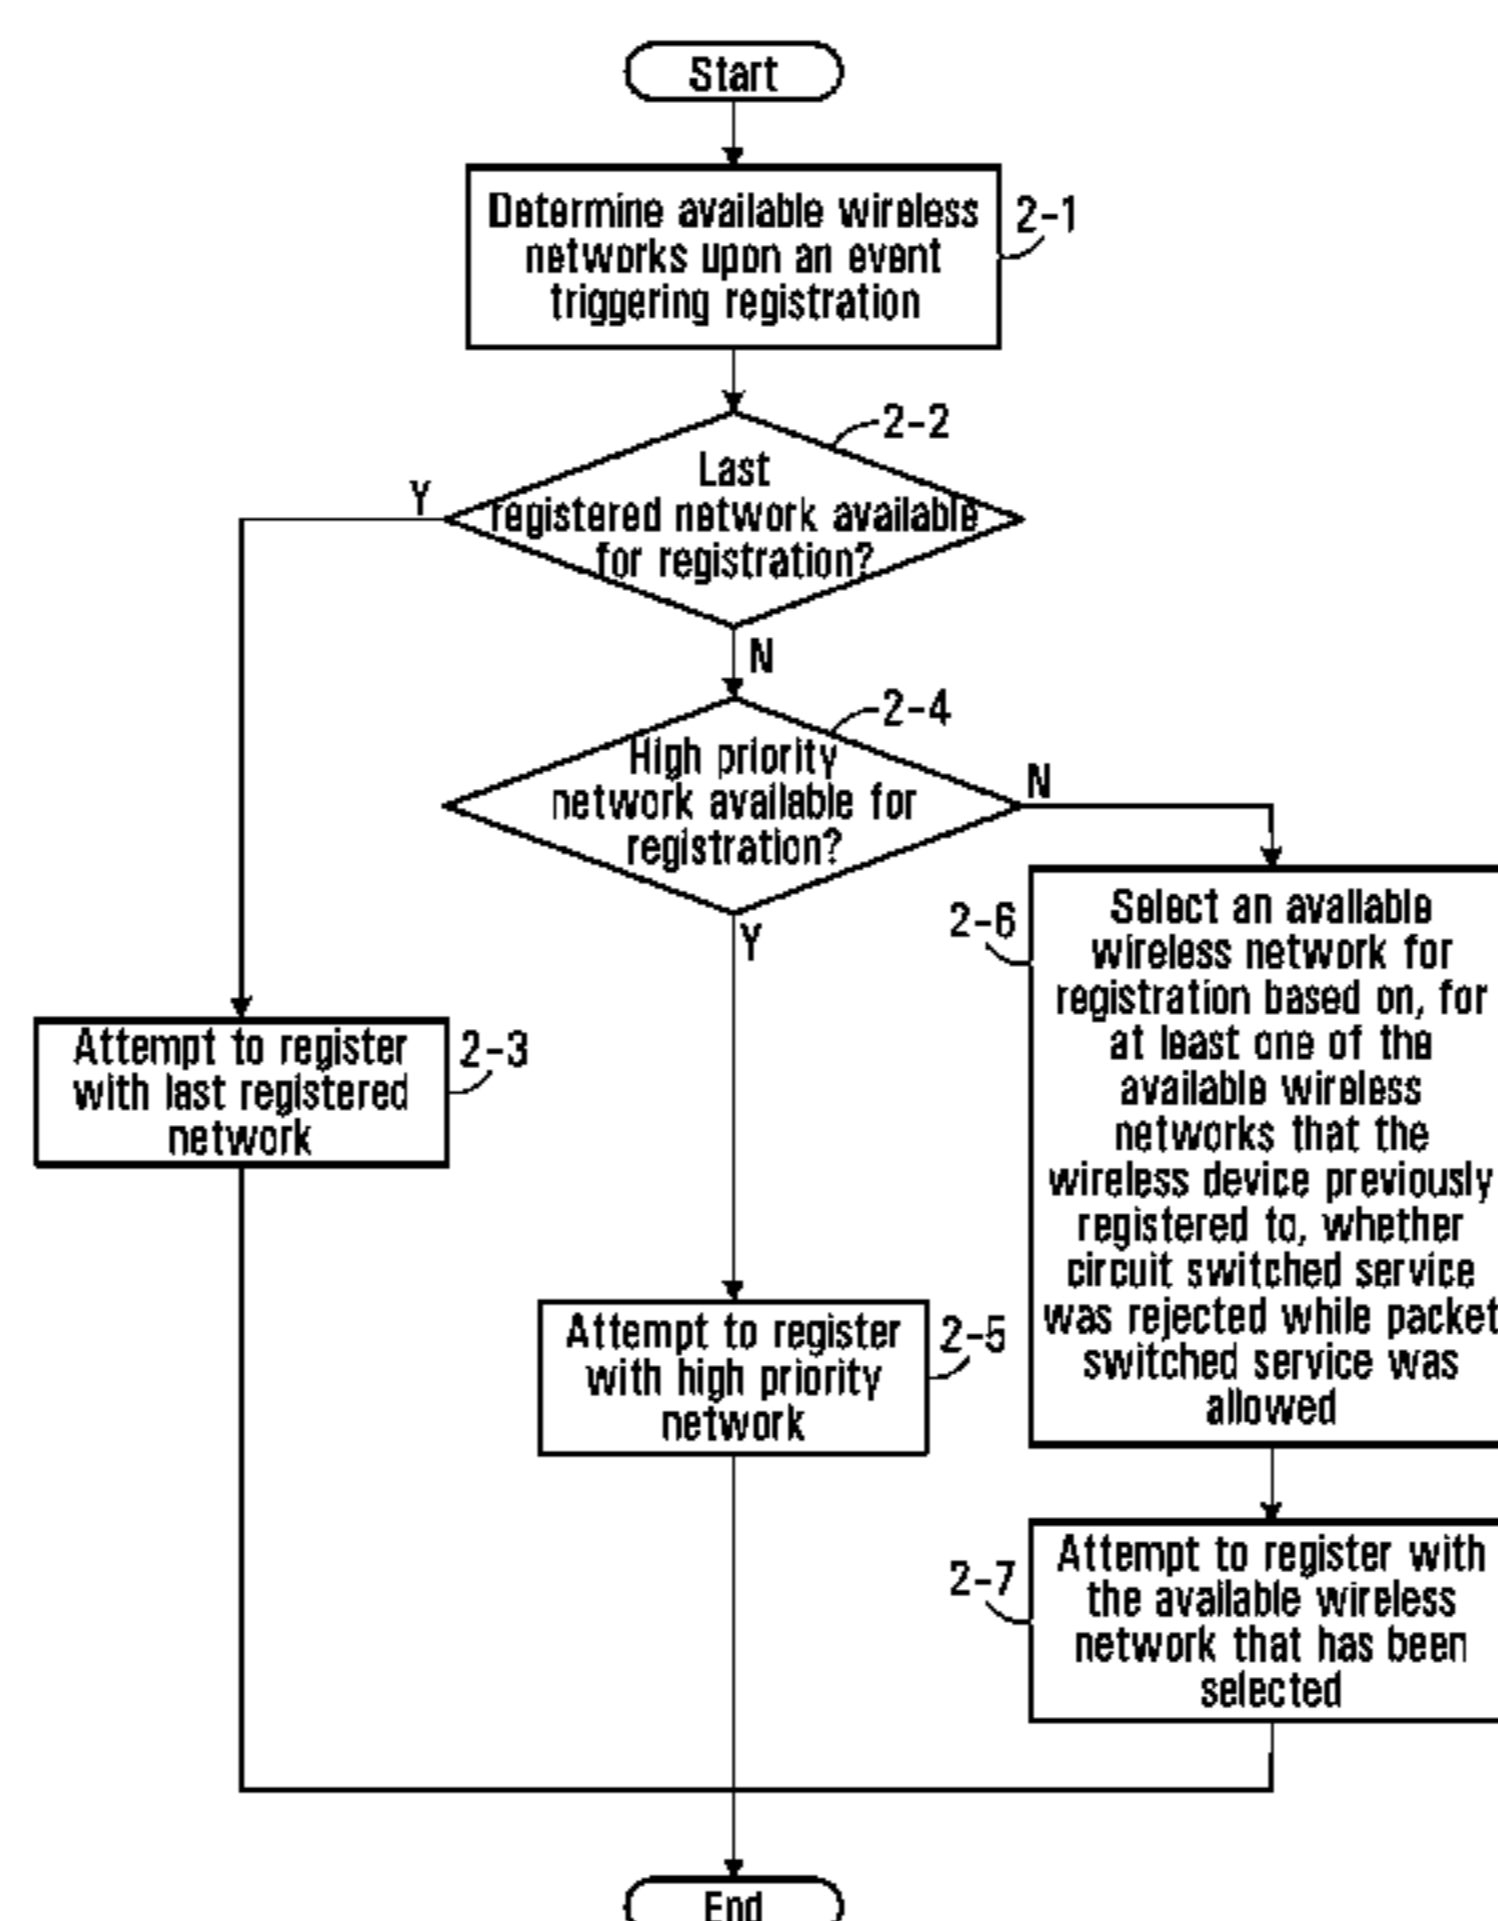 Start
Determine available wireless
networks upon an event
triggering registration
2-1
2-2
Last
registered network available
for registration?
Y
N
2-4
High priority
network available for
registration?
N
Y
2-6
Select an available
wireless network for
registration based on, for
at least one of the
available wireless
networks that the
wireless device previously
registered to, whether
circuit switched service
was rejected while packet
switched service was
allowed
Attempt to register
with last registered
network
2-3
Attempt to register
with high priority
network
2-5
2-7
Attempt to register with
the available wireless
network that has been
selected
End